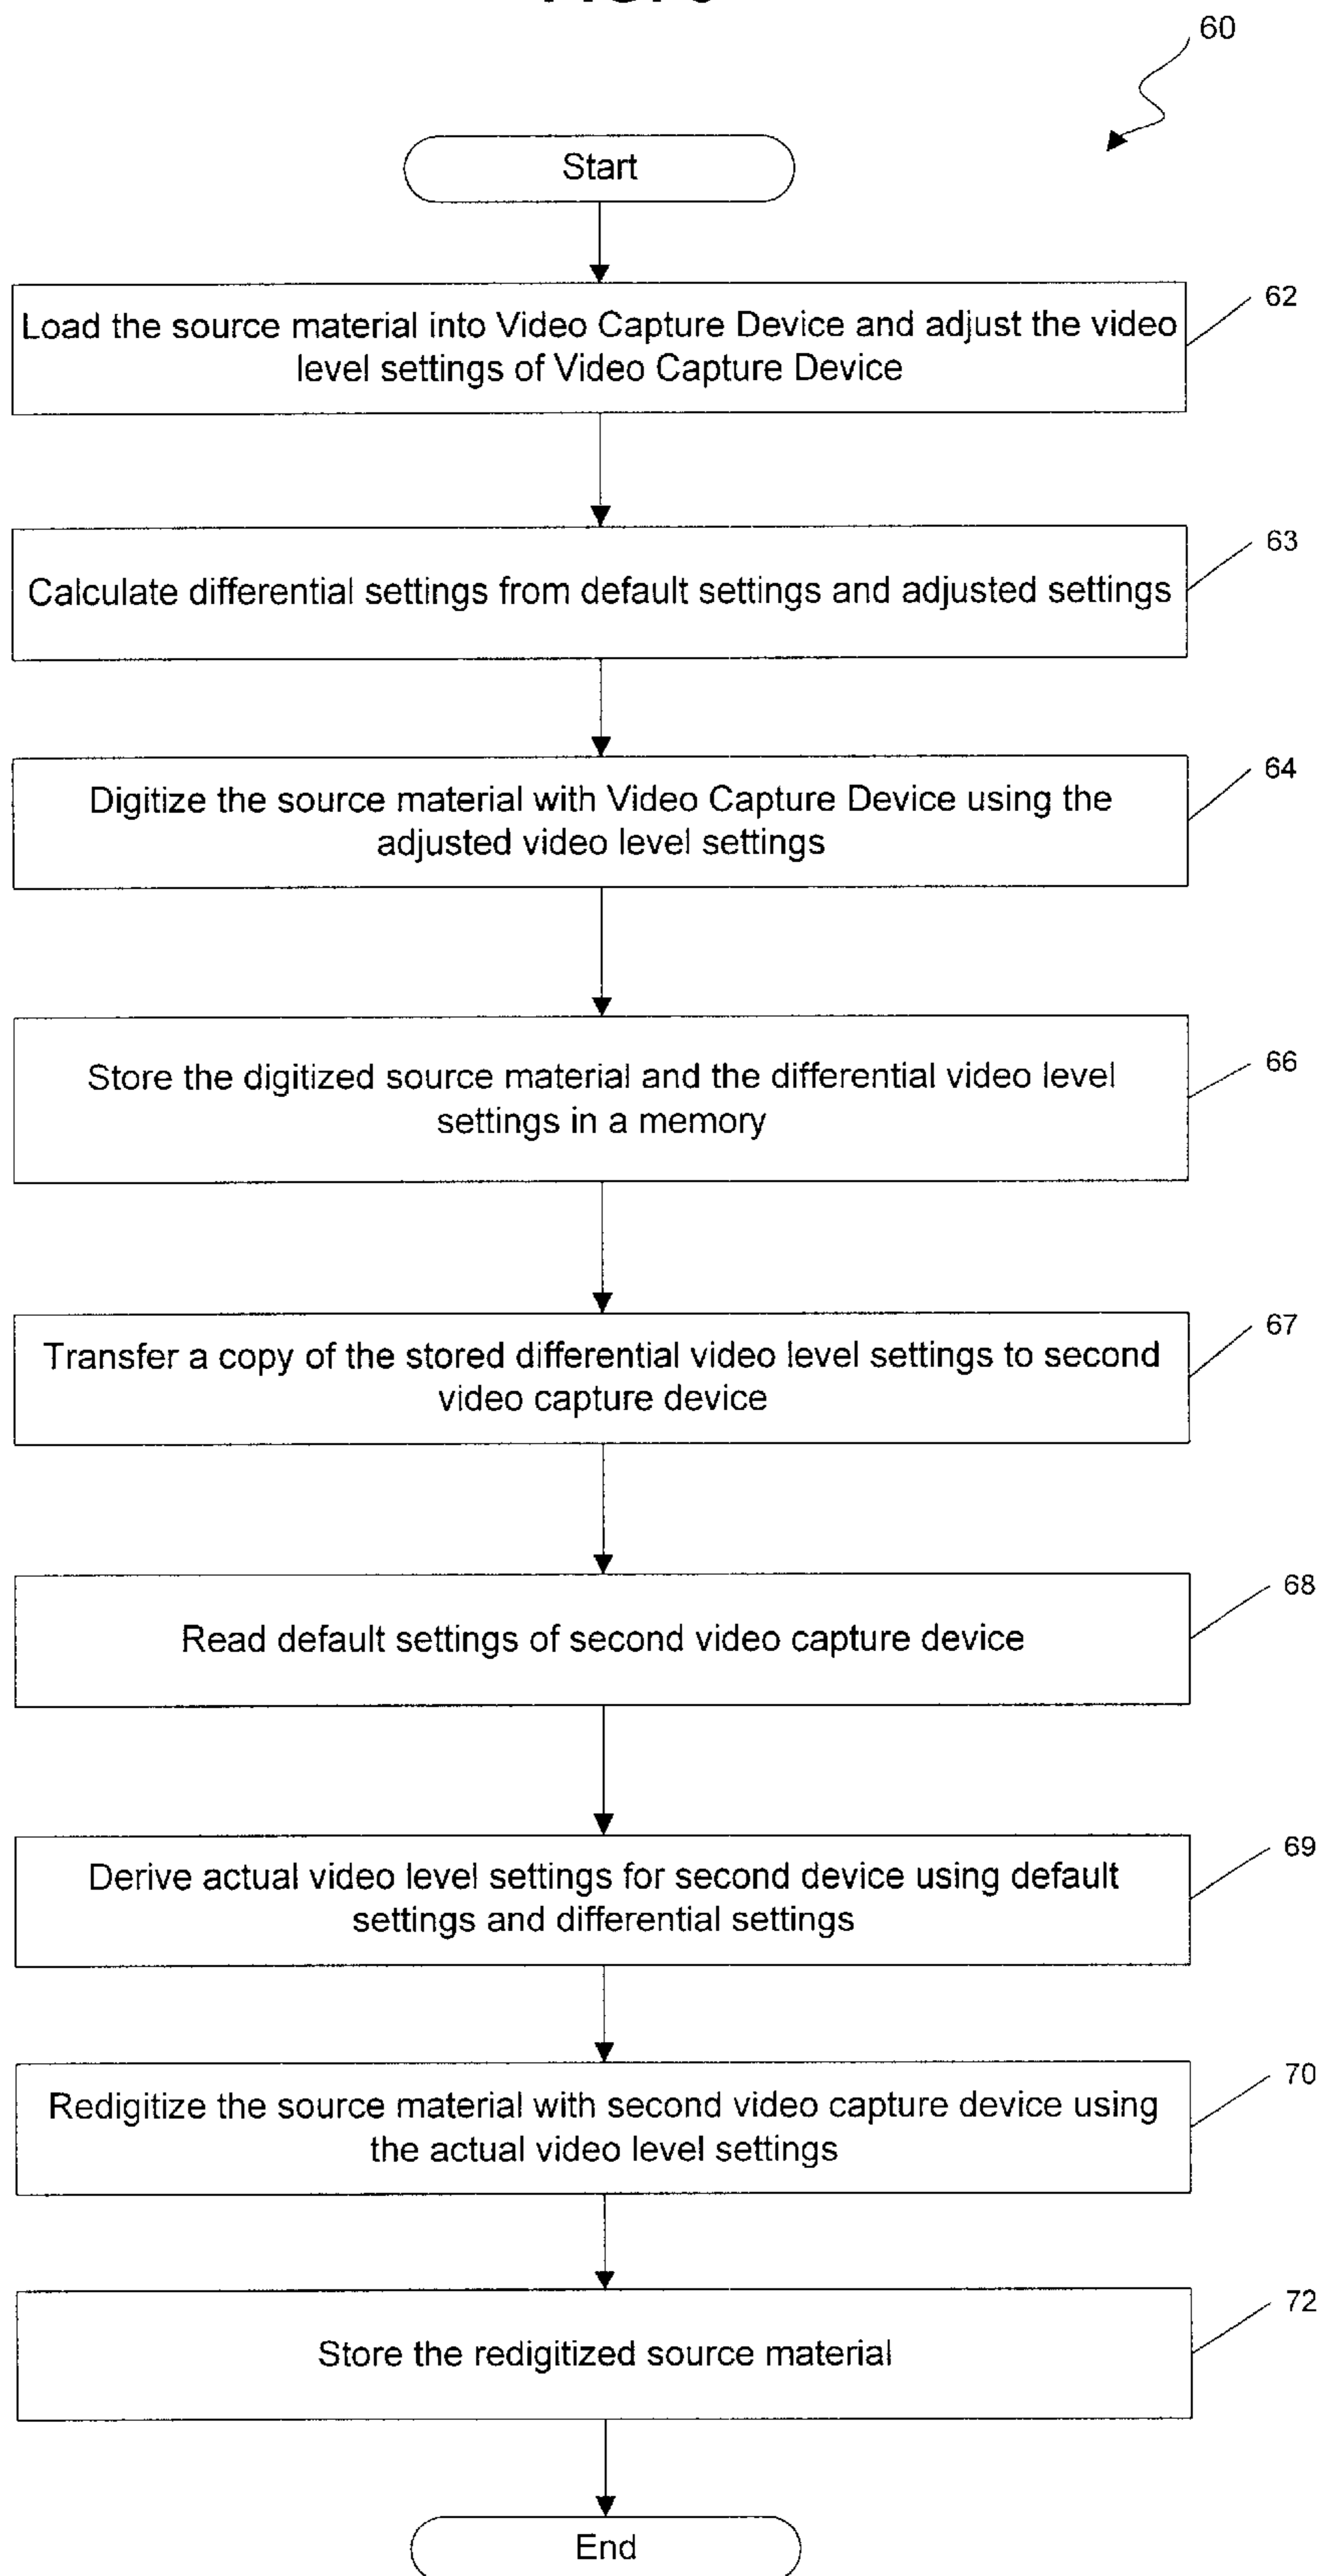 60
Start
Load the source material into Video Capture Device and adjust the video
level settings of Video Capture Device
62
Calculate differential settings from default settings and adjusted settings
63
Digitize the source material with Video Capture Device using the
adjusted video level settings
64
Store the digitized source material and the differential video level
settings in a memory
66
Transfer a copy of the stored differential video level settings to second
video capture device
67
Read default settings of second video capture device
68
Derive actual video level settings for second device using default
settings and differential settings
69
Redigitize the source material with second video capture device using
the actual video level settings
70
Store the redigitized source material
72
End